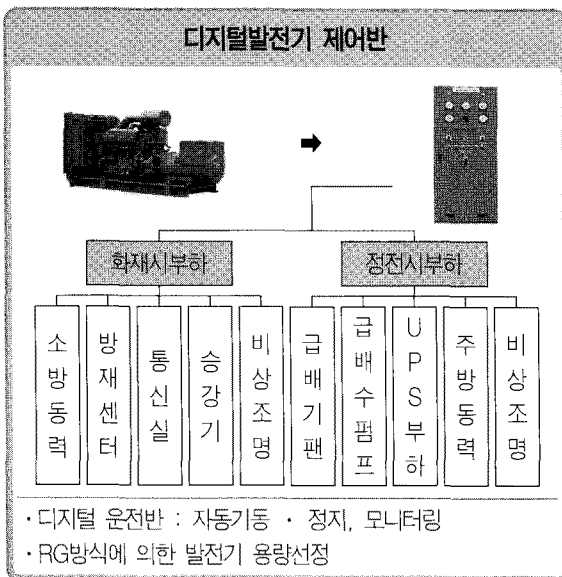 디지털발전기 제어반
화재시부하
정전시부하
소방동력
방재센터
통신실
승강기
비상조명
급배기팬
급배수펌프
UPS부하
주방동력
비상조명
· 디지털 운전반 : 자동기동 · 정지, 모니터링
· RG방식에 의한 발전기 용량선정